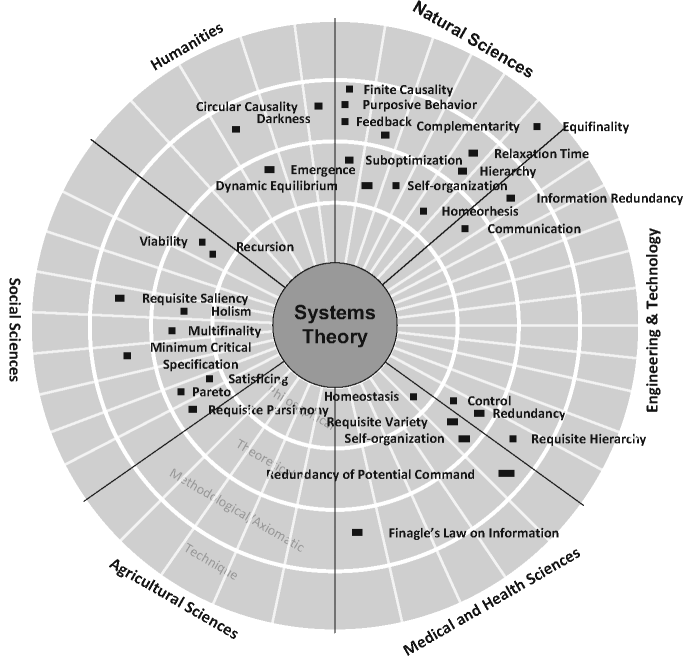 Natural Sciences
Humanities
Finite Causality
Circular Causality
Purposive Behavior
Darkness
Feedback
Complementarity
Equifinality
Suboptimization
Relaxation Time
Emergence
Hierarchy
Dynamic Equilibrium
Self-organization
Information Redundancy
Homeorhesis
Communication
Viability
Recursion
Social Sciences
Engineering & Technology
Requisite Saliency
Holism
Systems
Theory
Multifinality
Minimum Critical
Specification
Satisficing
Pareto
Requisite Parsimony
Homeostasis
Control
Redundancy
Requisite Variety
Self-organization
Requisite Hierarchy
Theoretical
Redundancy of Potential Command
Methodological/Axiomatic
Finagle's Law on Information
Technique
Agricultural Sciences
Medical and Health Sciences